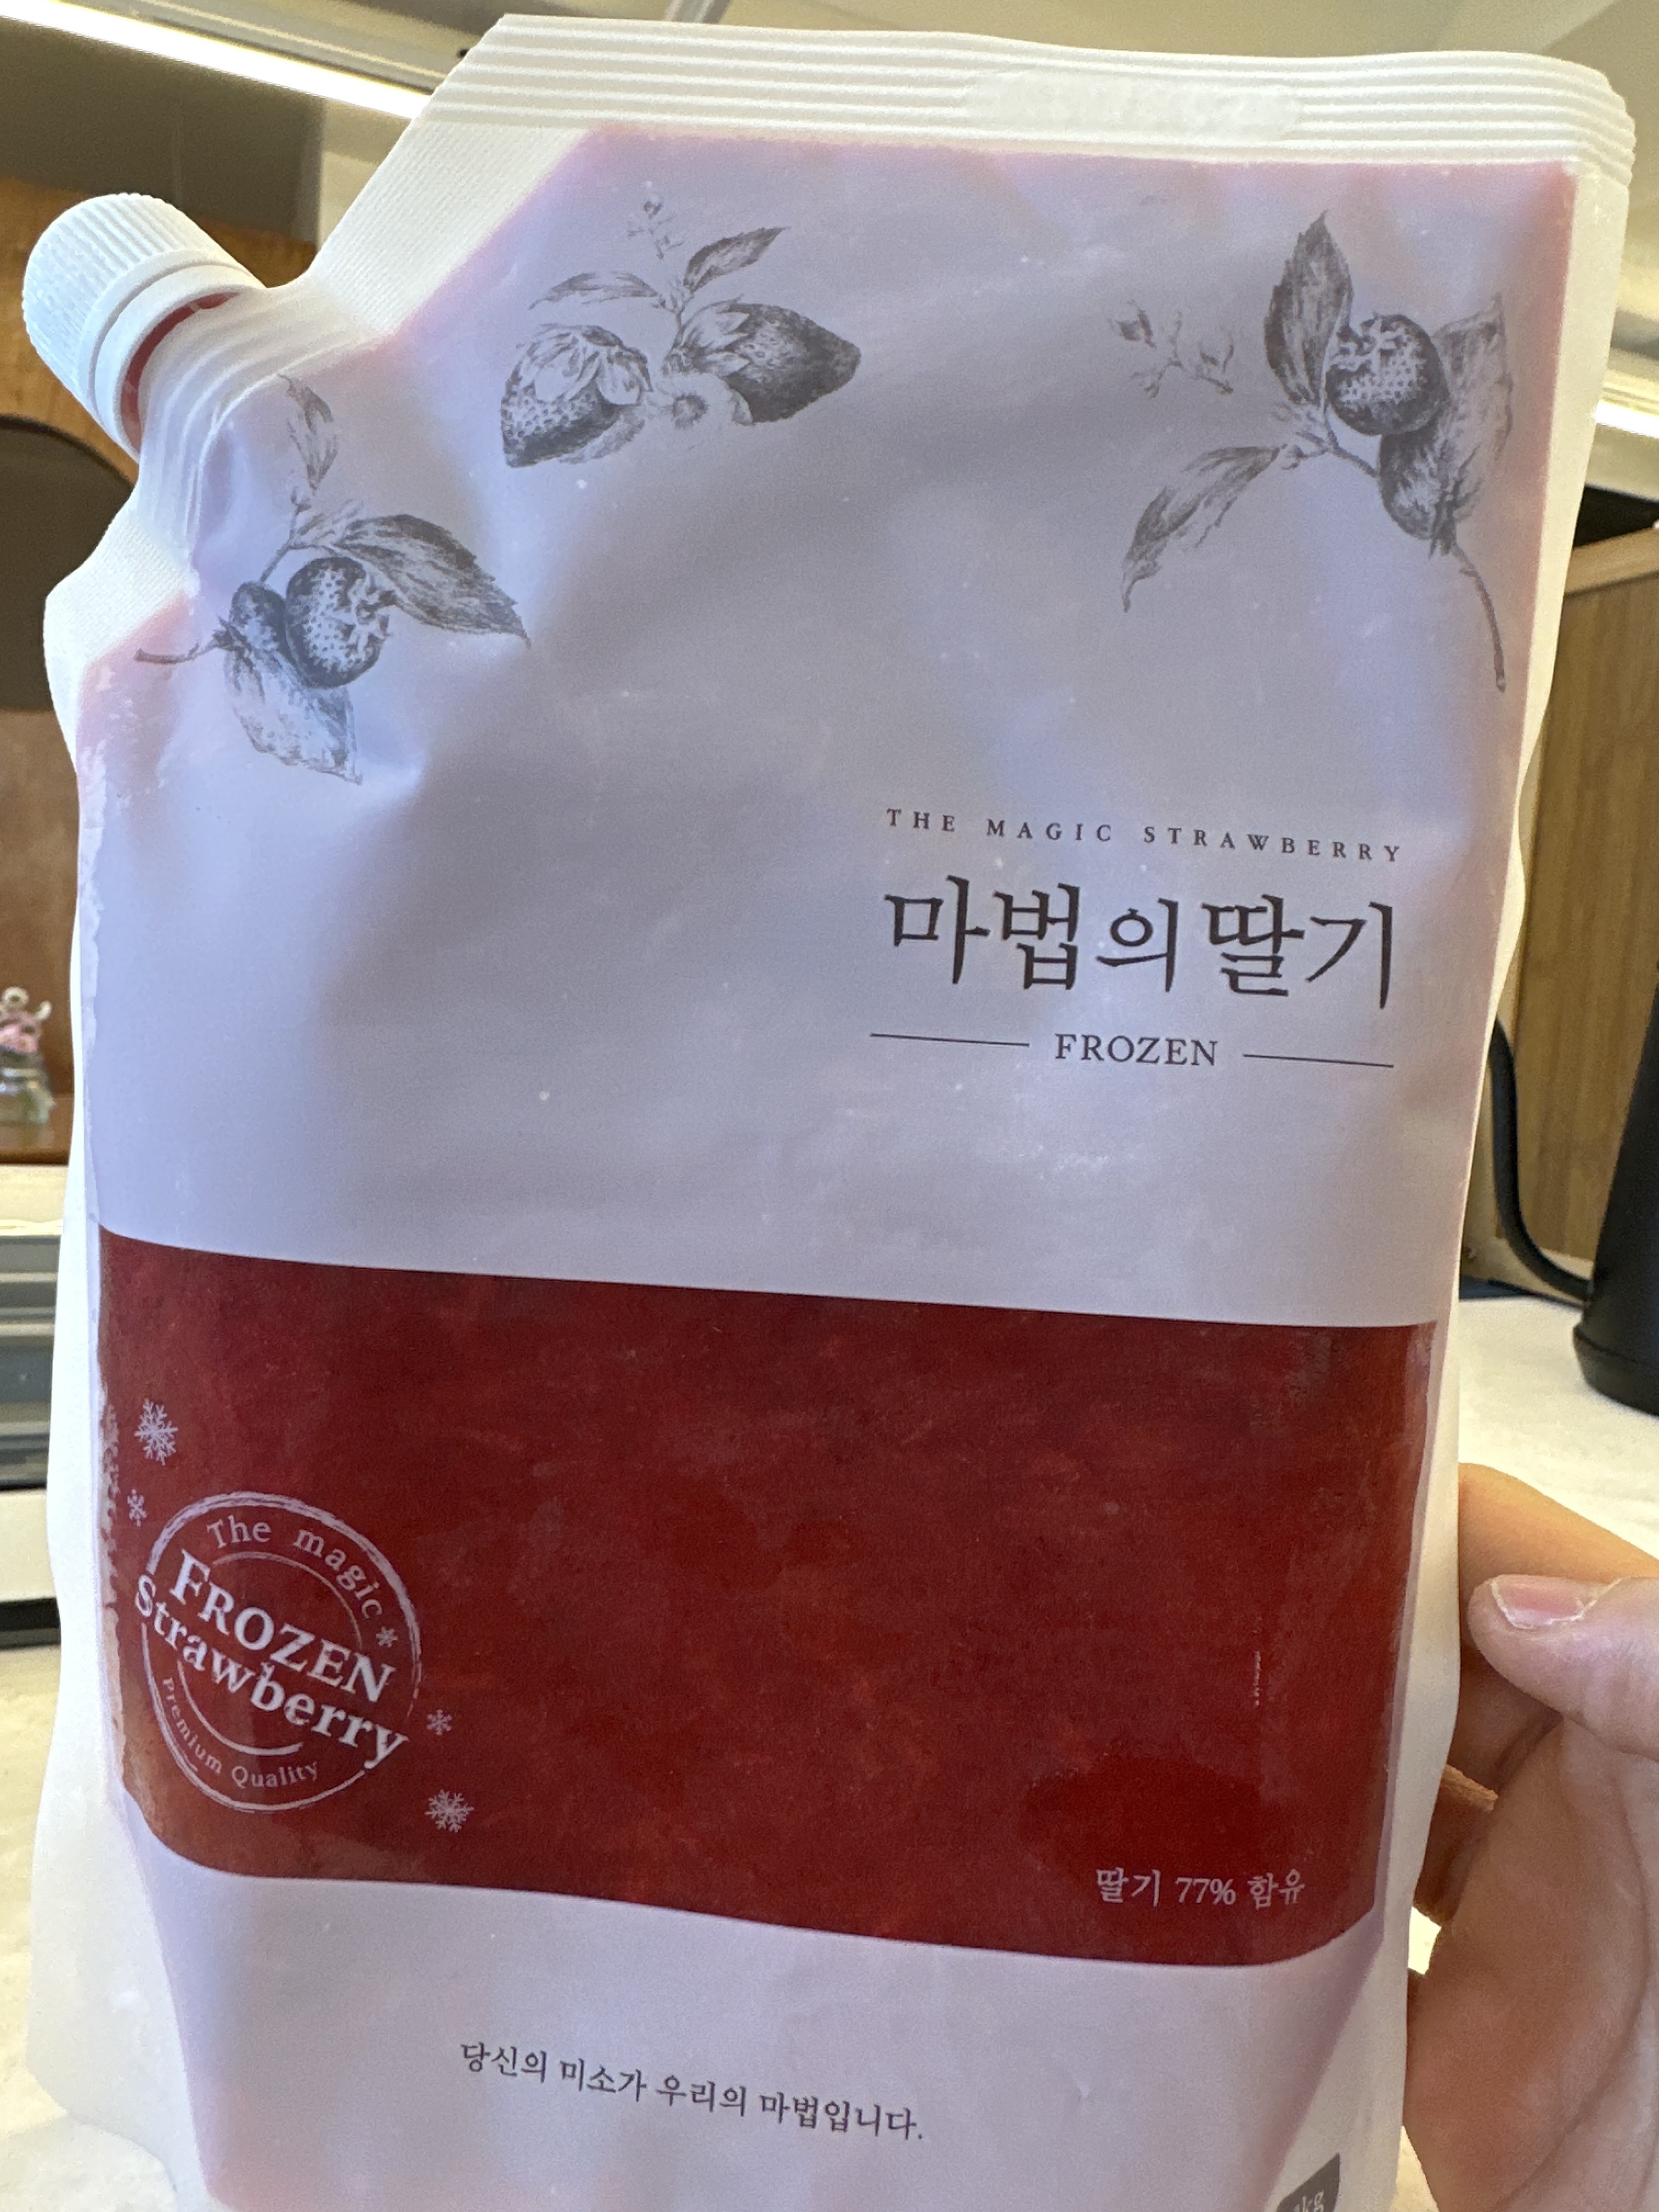 THE MAGIC STRAWBERRY
마법의딸기
FROZEN
The magic
FROZEN
Strawberry
Premium Quality
딸기 77% 함유
당신의 미소가 우리의 마법입니다.